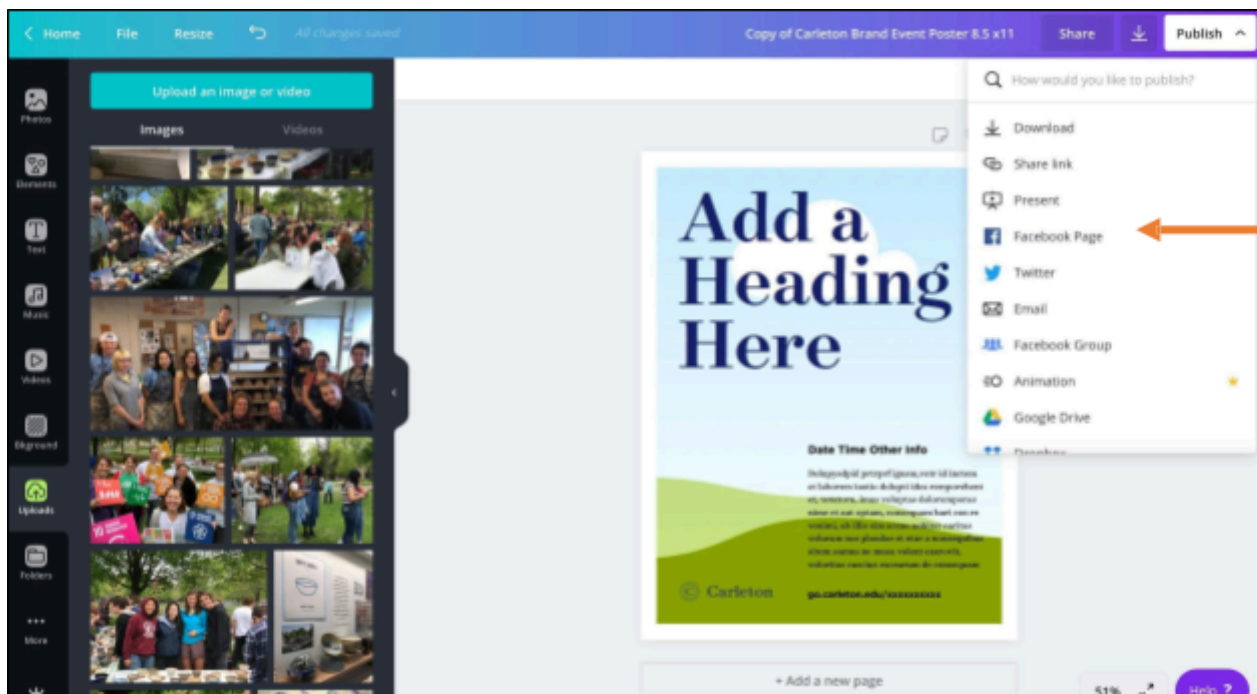 Home File Resize All changes saved Copy of Carleton Brand Event Poster 8.5 x11 Share Publish
Photos
Elements
Text
Music
Videos
Bkground
Uploads
Folders
More
Upload an image or video
Images Videos
Add a
Heading
Here
Date Time Other Info
Carleton
go.carleton.edu/xxxxxxxxxx
+ Add a new page
How would you like to publish?
Download
Share link
Present
Facebook Page
Twitter
Email
Facebook Group
Animation
Google Drive
Dropbox
51% Help ?